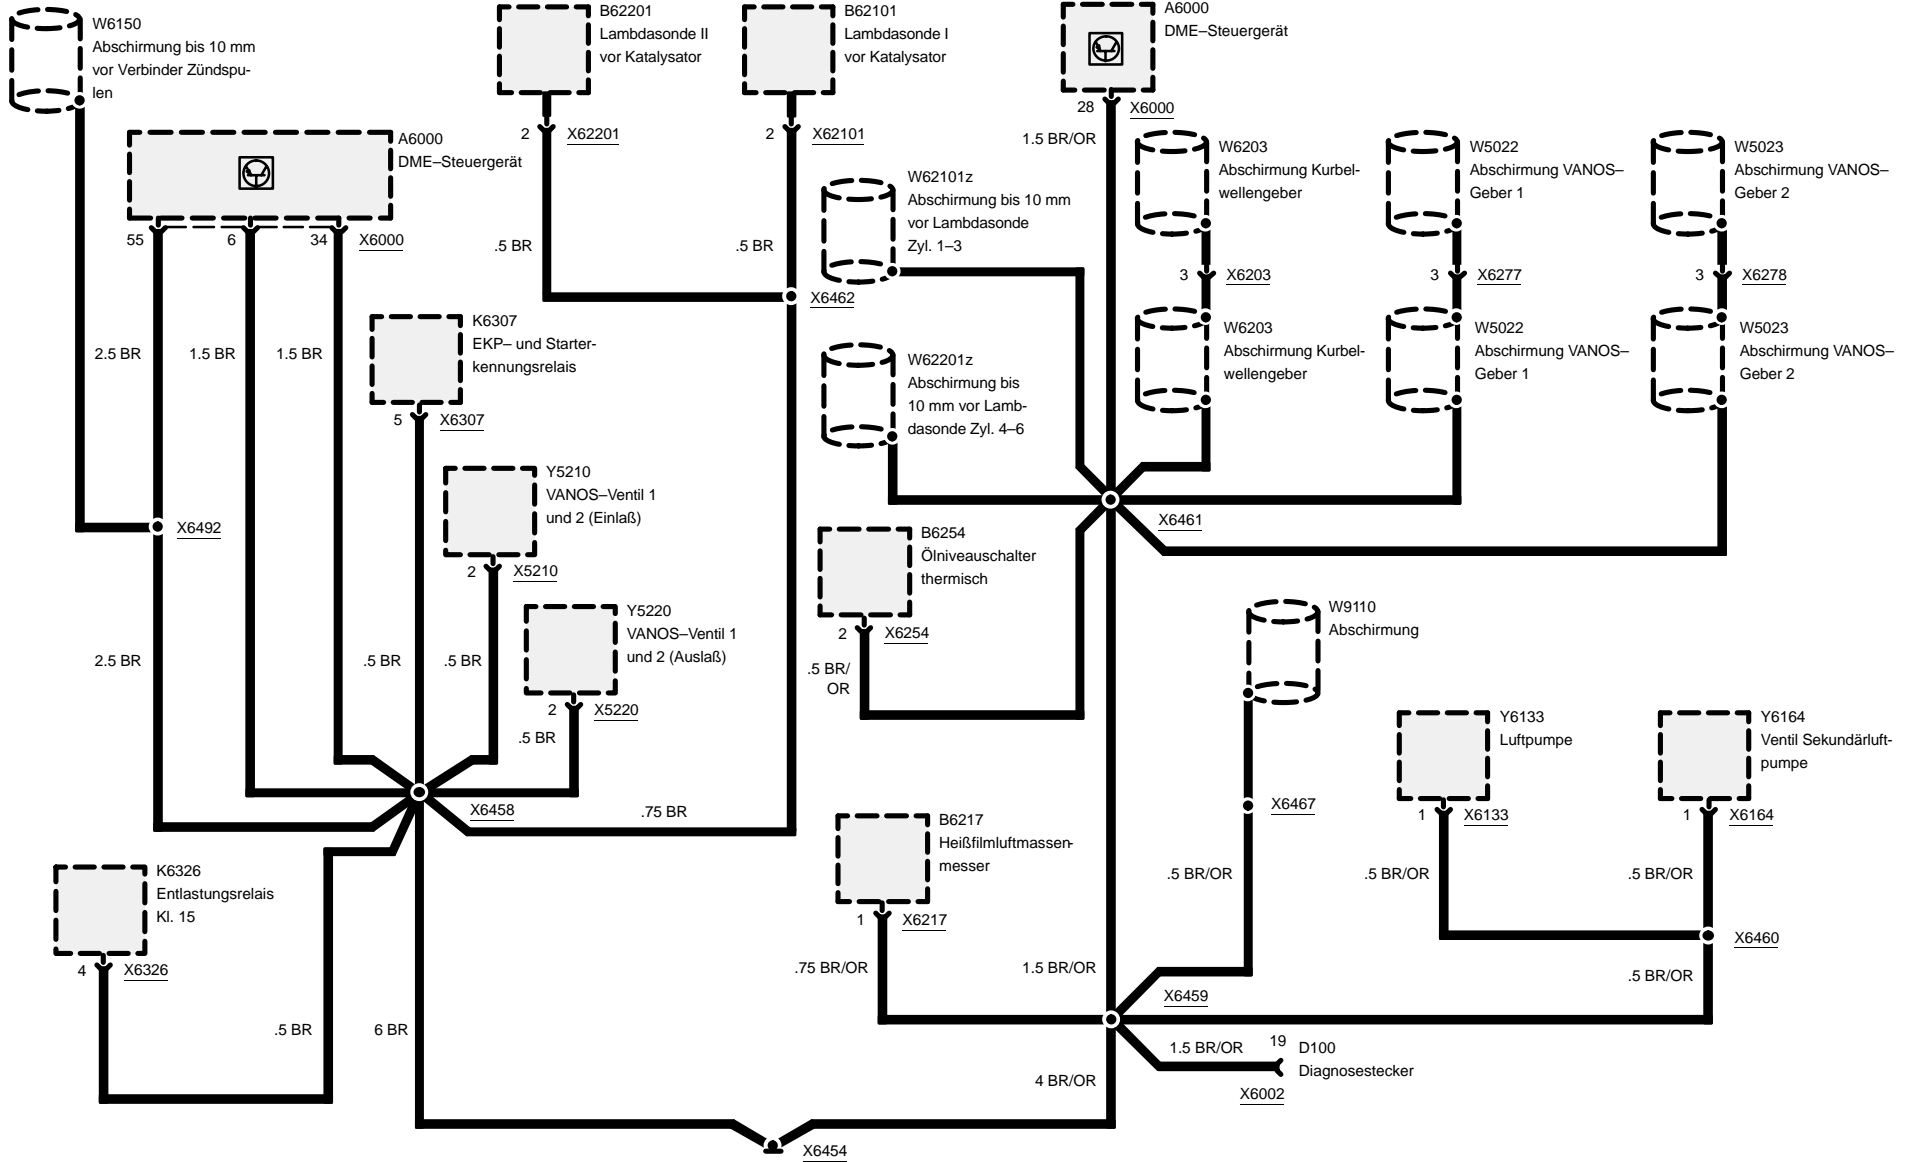 W6150
Abschirmung bis 10 mm
vor Verbinder Zündspu-
len
B62201
Lambdasonde II
vor Katalysator
2
X62201
B62101
Lambdasonde I
vor Katalysator
2
X62101
A6000
DME–Steuergerät
28
X6000
1.5 BR/OR
A6000
DME–Steuergerät
55
6
34
X6000
W62101z
Abschirmung bis 10 mm
vor Lambdasonde
Zyl. 1–3
W6203
Abschirmung Kurbel-
wellengeber
W5022
Abschirmung VANOS–
Geber 1
W5023
Abschirmung VANOS–
Geber 2
.5 BR
.5 BR
3
X6203
3
X6277
3
X6278
X6462
K6307
EKP– und Starter-
kennungsrelais
5
X6307
2.5 BR
1.5 BR
1.5 BR
W62201z
Abschirmung bis
10 mm vor Lamb-
dasonde Zyl. 4–6
W6203
Abschirmung Kurbel-
wellengeber
W5022
Abschirmung VANOS–
Geber 1
W5023
Abschirmung VANOS–
Geber 2
Y5210
VANOS–Ventil 1
und 2 (Einlaß)
2
X5210
X6492
X6461
B6254
Ölniveauschalter
thermisch
2
X6254
.5 BR/
OR
Y5220
VANOS–Ventil 1
und 2 (Auslaß)
2
X5220
W9110
Abschirmung
2.5 BR
.5 BR
.5 BR
.5 BR
Y6133
Luftpumpe
1
X6133
Y6164
Ventil Sekundärluft-
pumpe
1
X6164
X6458
.75 BR
X6467
B6217
Heißfilmluftmassen-
messer
1
X6217
K6326
Entlastungsrelais
Kl. 15
4
X6326
.5 BR/OR
.5 BR/OR
.5 BR/OR
X6460
.75 BR/OR
1.5 BR/OR
.5 BR/OR
X6459
.5 BR
6 BR
1.5 BR/OR
19
D100
Diagnosestecker
X6002
4 BR/OR
X6454